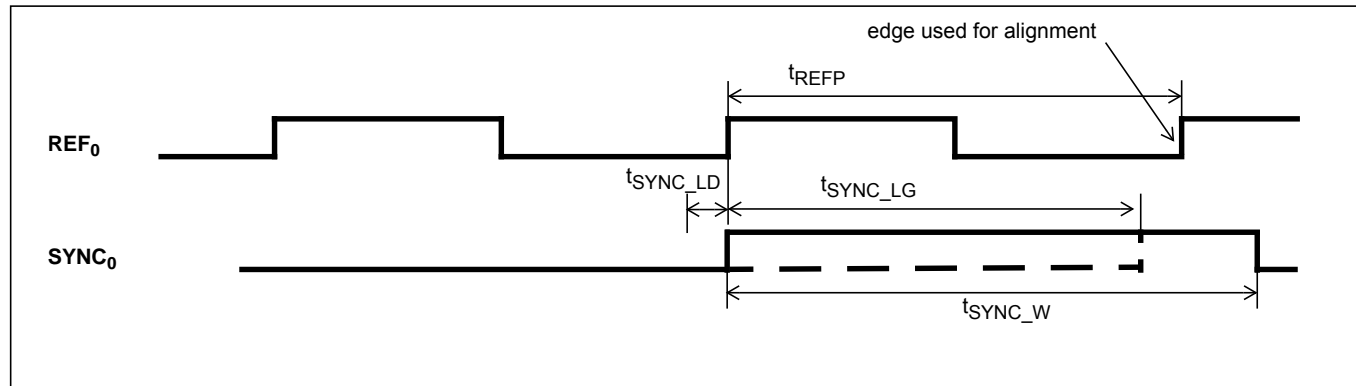 edge used for alignment
tREFP
REF0
tSYNC_LD
tSYNC_LG
SYNC0
tSYNC_W